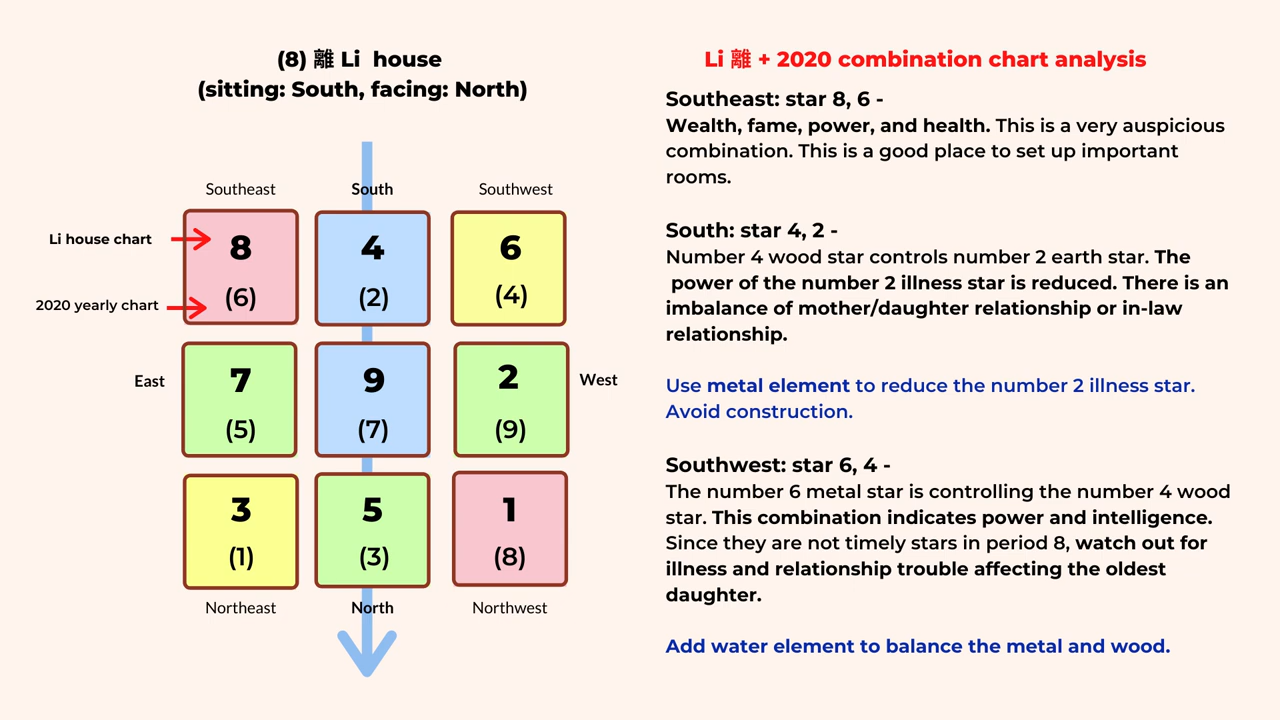 (8) 離 Li house
(sitting: South, facing: North)
Southeast
South
Southwest
Li house chart
8
4
6
2020 yearly chart
(6)
(2)
(4)
East
7
9
2
West
(5)
(7)
(9)
3
5
1
(1)
(3)
(8)
Northeast
North
Northwest
Li 離 + 2020 combination chart analysis
Southeast: star 8, 6 -
Wealth, fame, power, and health. This is a very auspicious
combination. This is a good place to set up important
rooms.
South: star 4, 2 -
Number 4 wood star controls number 2 earth star. The
power of the number 2 illness star is reduced. There is an
imbalance of mother/daughter relationship or in-law
relationship.
Use metal element to reduce the number 2 illness star.
Avoid construction.
Southwest: star 6, 4 -
The number 6 metal star is controlling the number 4 wood
star. This combination indicates power and intelligence.
Since they are not timely stars in period 8, watch out for
illness and relationship trouble affecting the oldest
daughter.
Add water element to balance the metal and wood.